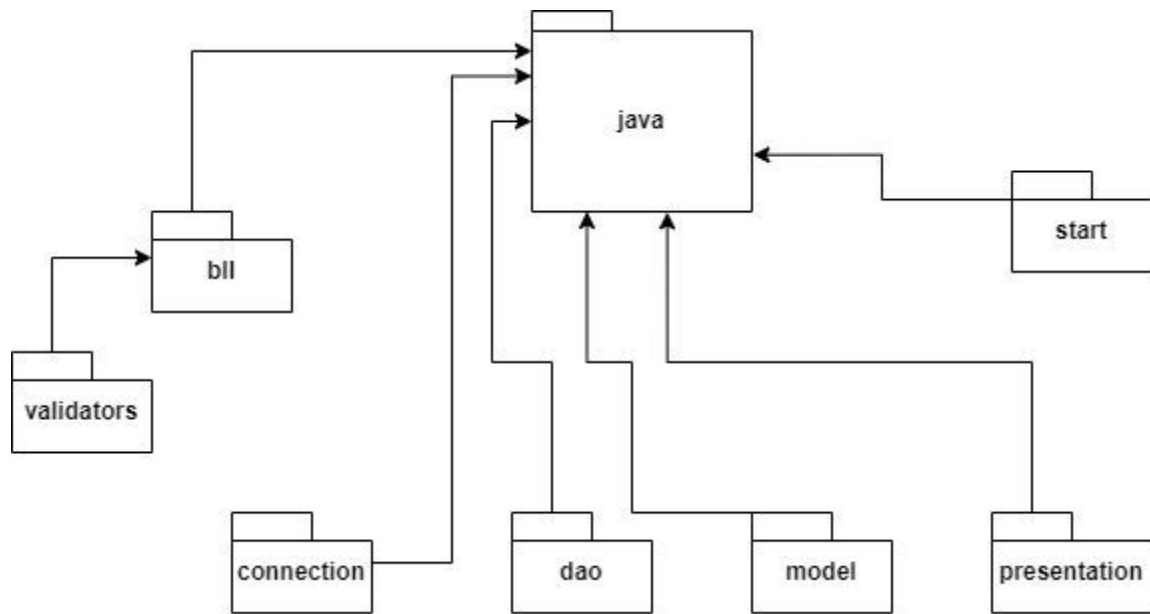 java
start
bll
validators
connection
dao
model
presentation